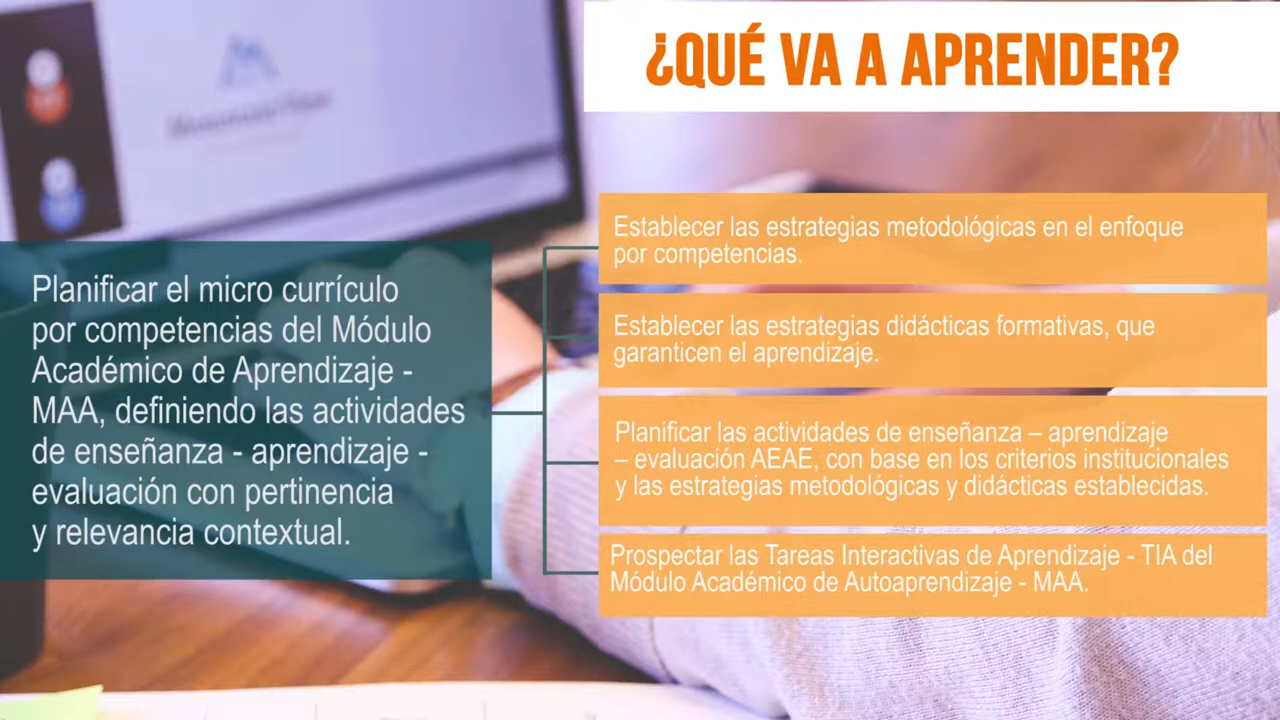 ¿QUÉ VA A APRENDER?
Planificar el micro currículo
por competencias del Módulo
Académico de Aprendizaje -
MAA, definiendo las actividades
de enseñanza - aprendizaje -
evaluación con pertinencia
y relevancia contextual.
Establecer las estrategias metodológicas en el enfoque
por competencias.
Establecer las estrategias didácticas formativas, que
garanticen el aprendizaje.
Planificar las actividades de enseñanza – aprendizaje
– evaluación AEAE, con base en los criterios institucionales
y las estrategias metodológicas y didácticas establecidas.
Prospectar las Tareas Interactivas de Aprendizaje - TIA del
Módulo Académico de Autoaprendizaje - MAA.